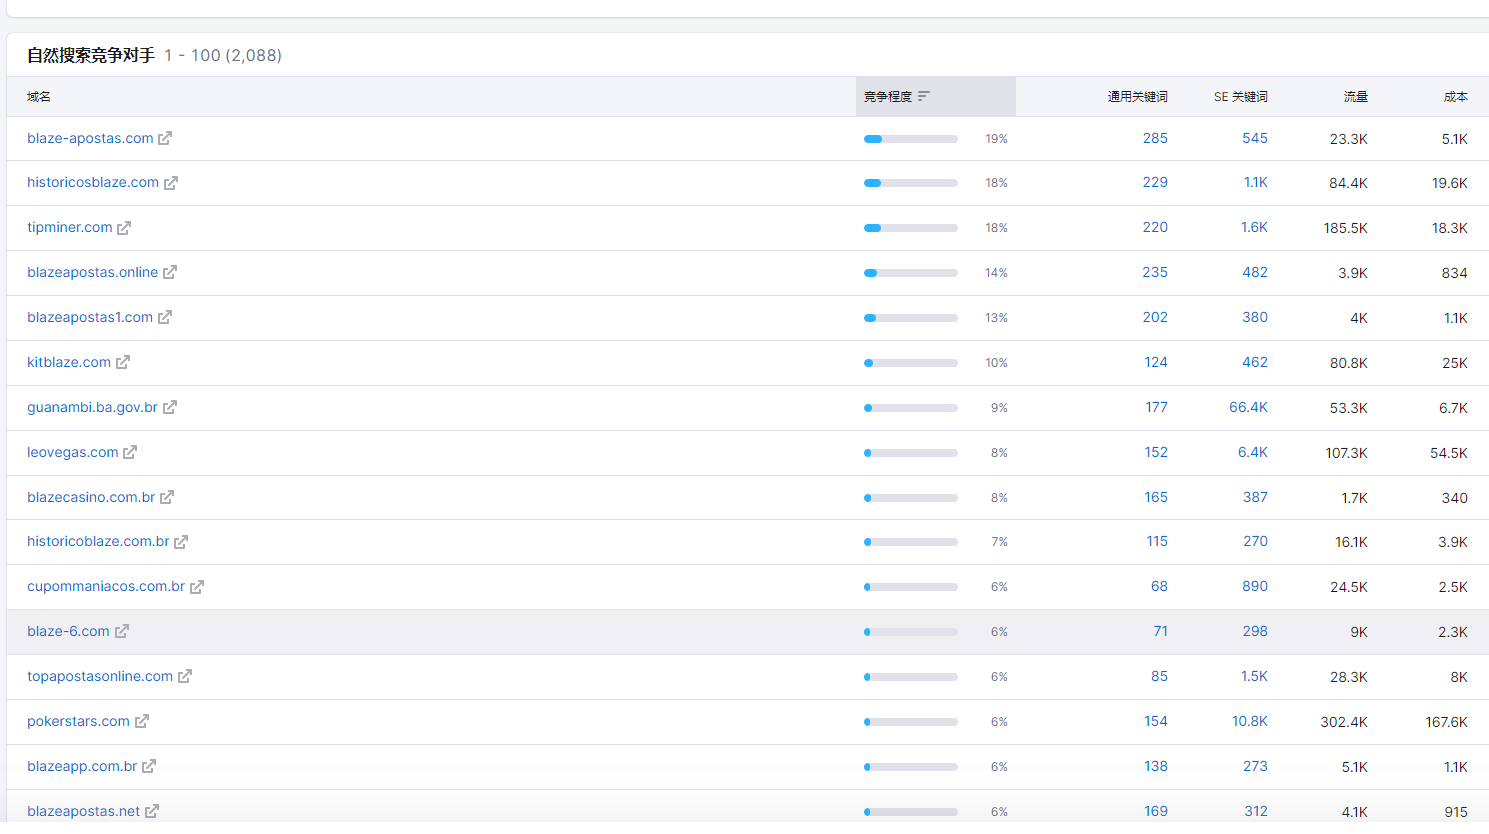 自然搜索竞争对手 1 - 100 (2,088)
域名 竞争程度 通用关键词 SE 关键词 流量 成本
blaze-apostas.com 19% 285 545 23.3K 5.1K
historicosblaze.com 18% 229 1.1K 84.4K 19.6K
tipminer.com 18% 220 1.6K 185.5K 18.3K
blazeapostas.online 14% 235 482 3.9K 834
blazeapostas1.com 13% 202 380 4K 1.1K
kitblaze.com 10% 124 462 80.8K 25K
guanambi.ba.gov.br 9% 177 66.4K 53.3K 6.7K
leovegas.com 8% 152 6.4K 107.3K 54.5K
blazecasino.com.br 8% 165 387 1.7K 340
historicoblaze.com.br 7% 115 270 16.1K 3.9K
cupommaniacos.com.br 6% 68 890 24.5K 2.5K
blaze-6.com 6% 71 298 9K 2.3K
topapostasonline.com 6% 85 1.5K 28.3K 8K
pokerstars.com 6% 154 10.8K 302.4K 167.6K
blazeapp.com.br 6% 138 273 5.1K 1.1K
blazeapostas.net 6% 169 312 4.1K 915